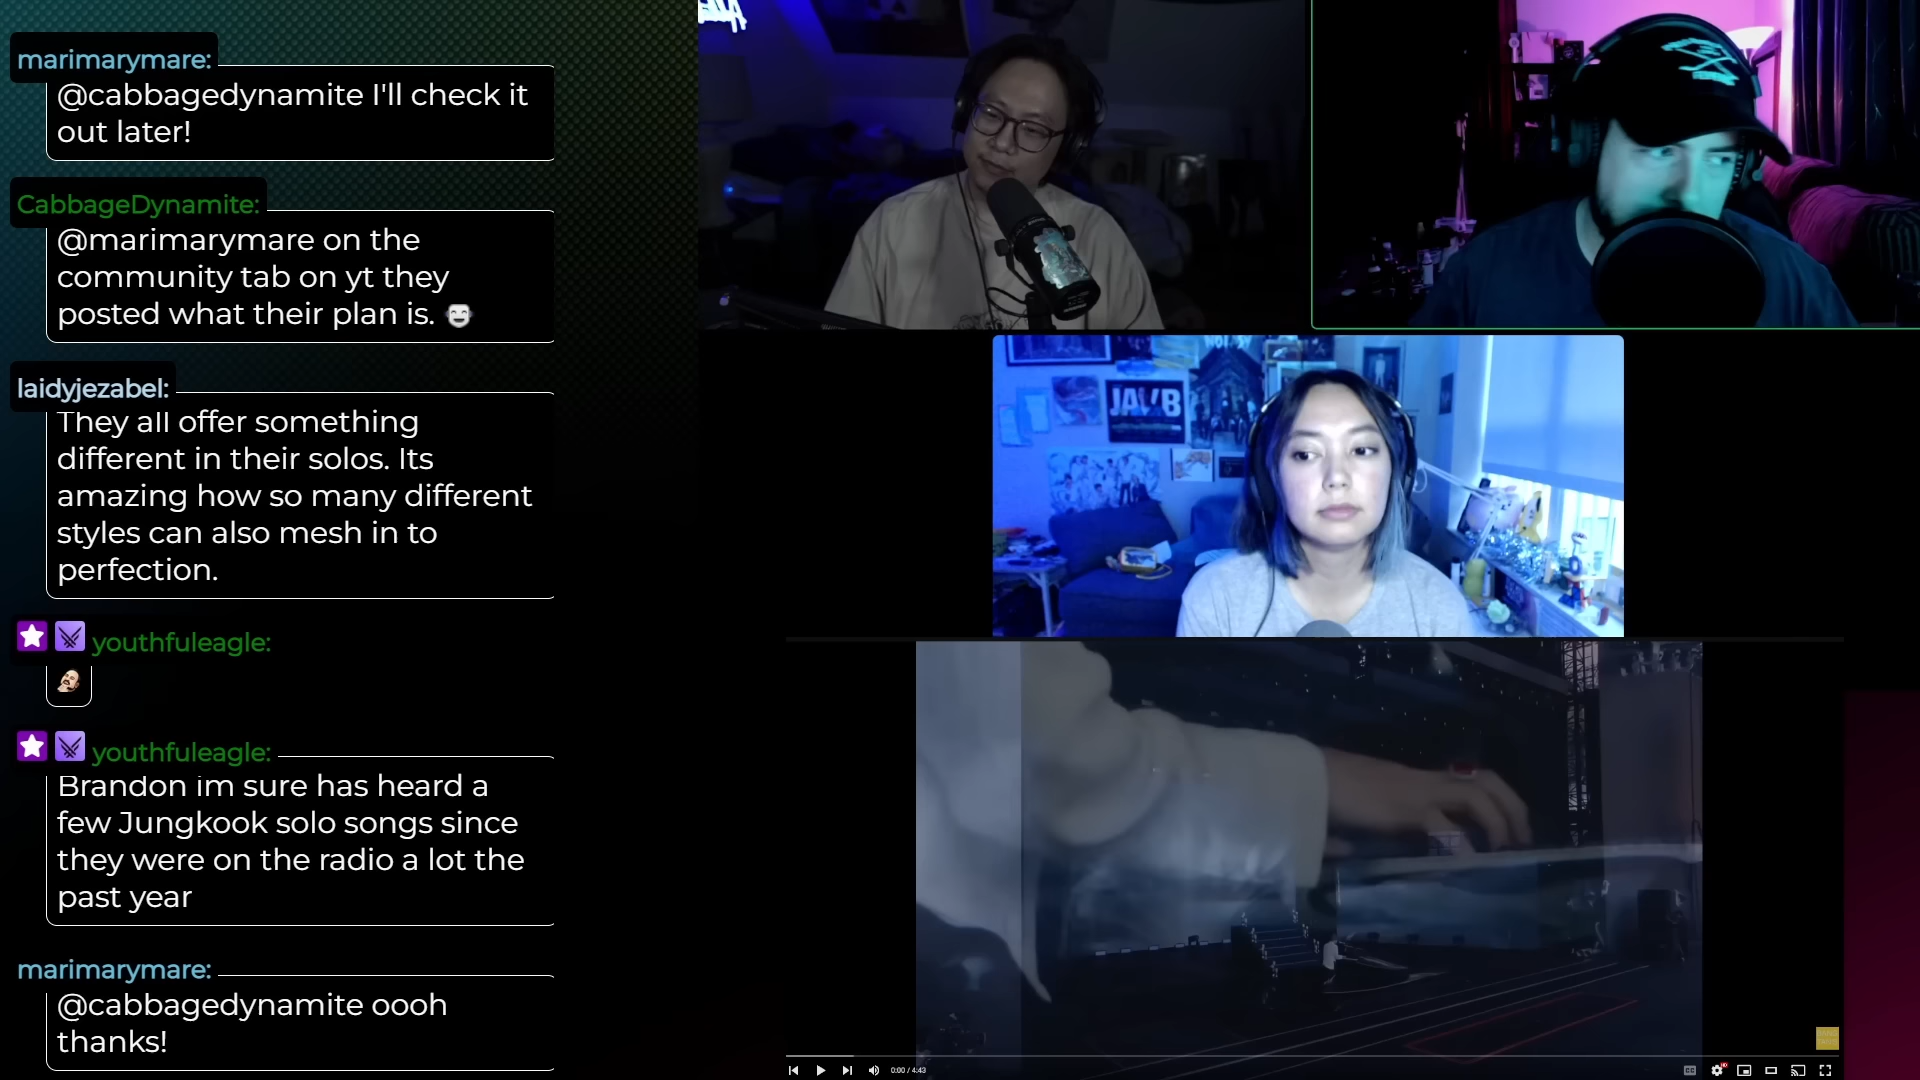 marimarymare:
@cabbagedynamite I'll check it
out later!
CabbageDynamite:
@marimarymare on the
community tab on yt they
posted what their plan is.
laidyjezabel:
They all offer something
different in their solos. Its
amazing how so many different
styles can also mesh in to
perfection.
youthfuleagle:
youthfuleagle:
Brandon im sure has heard a
few Jungkook solo songs since
they were on the radio a lot the
past year
marimarymare:
@cabbagedynamite oooh
thanks!
0:00 / 4:43